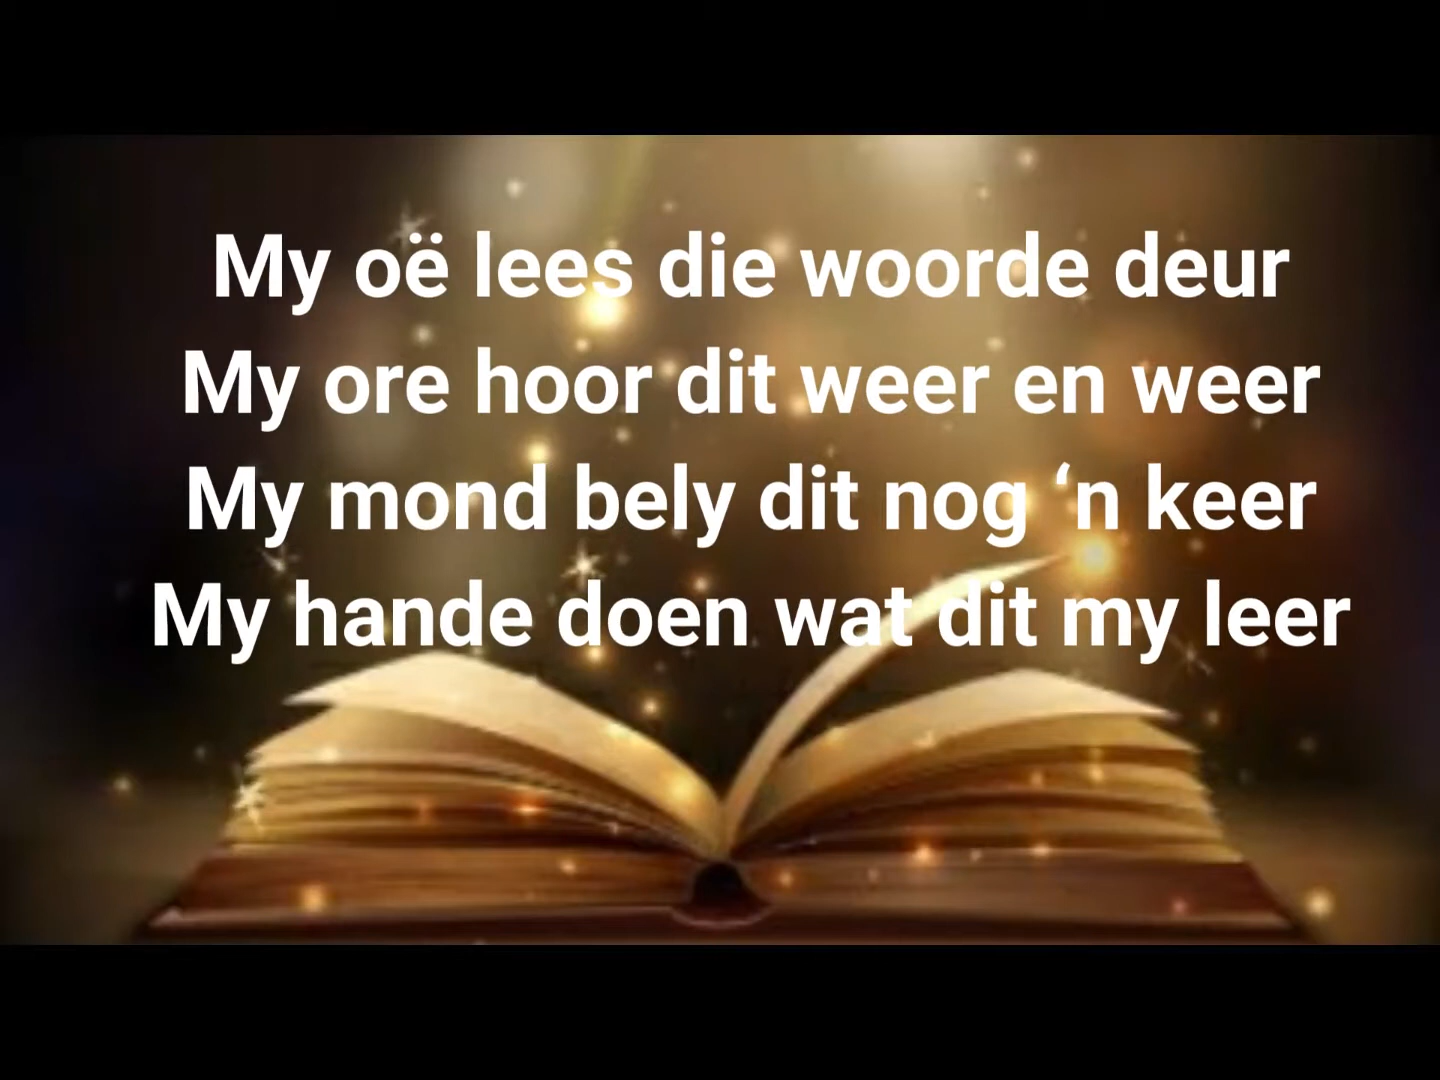 My oë lees die woorde deur
My ore hoor dit weer en weer
My mond bely dit nog ‘n keer
My hande doen wat dit my leer